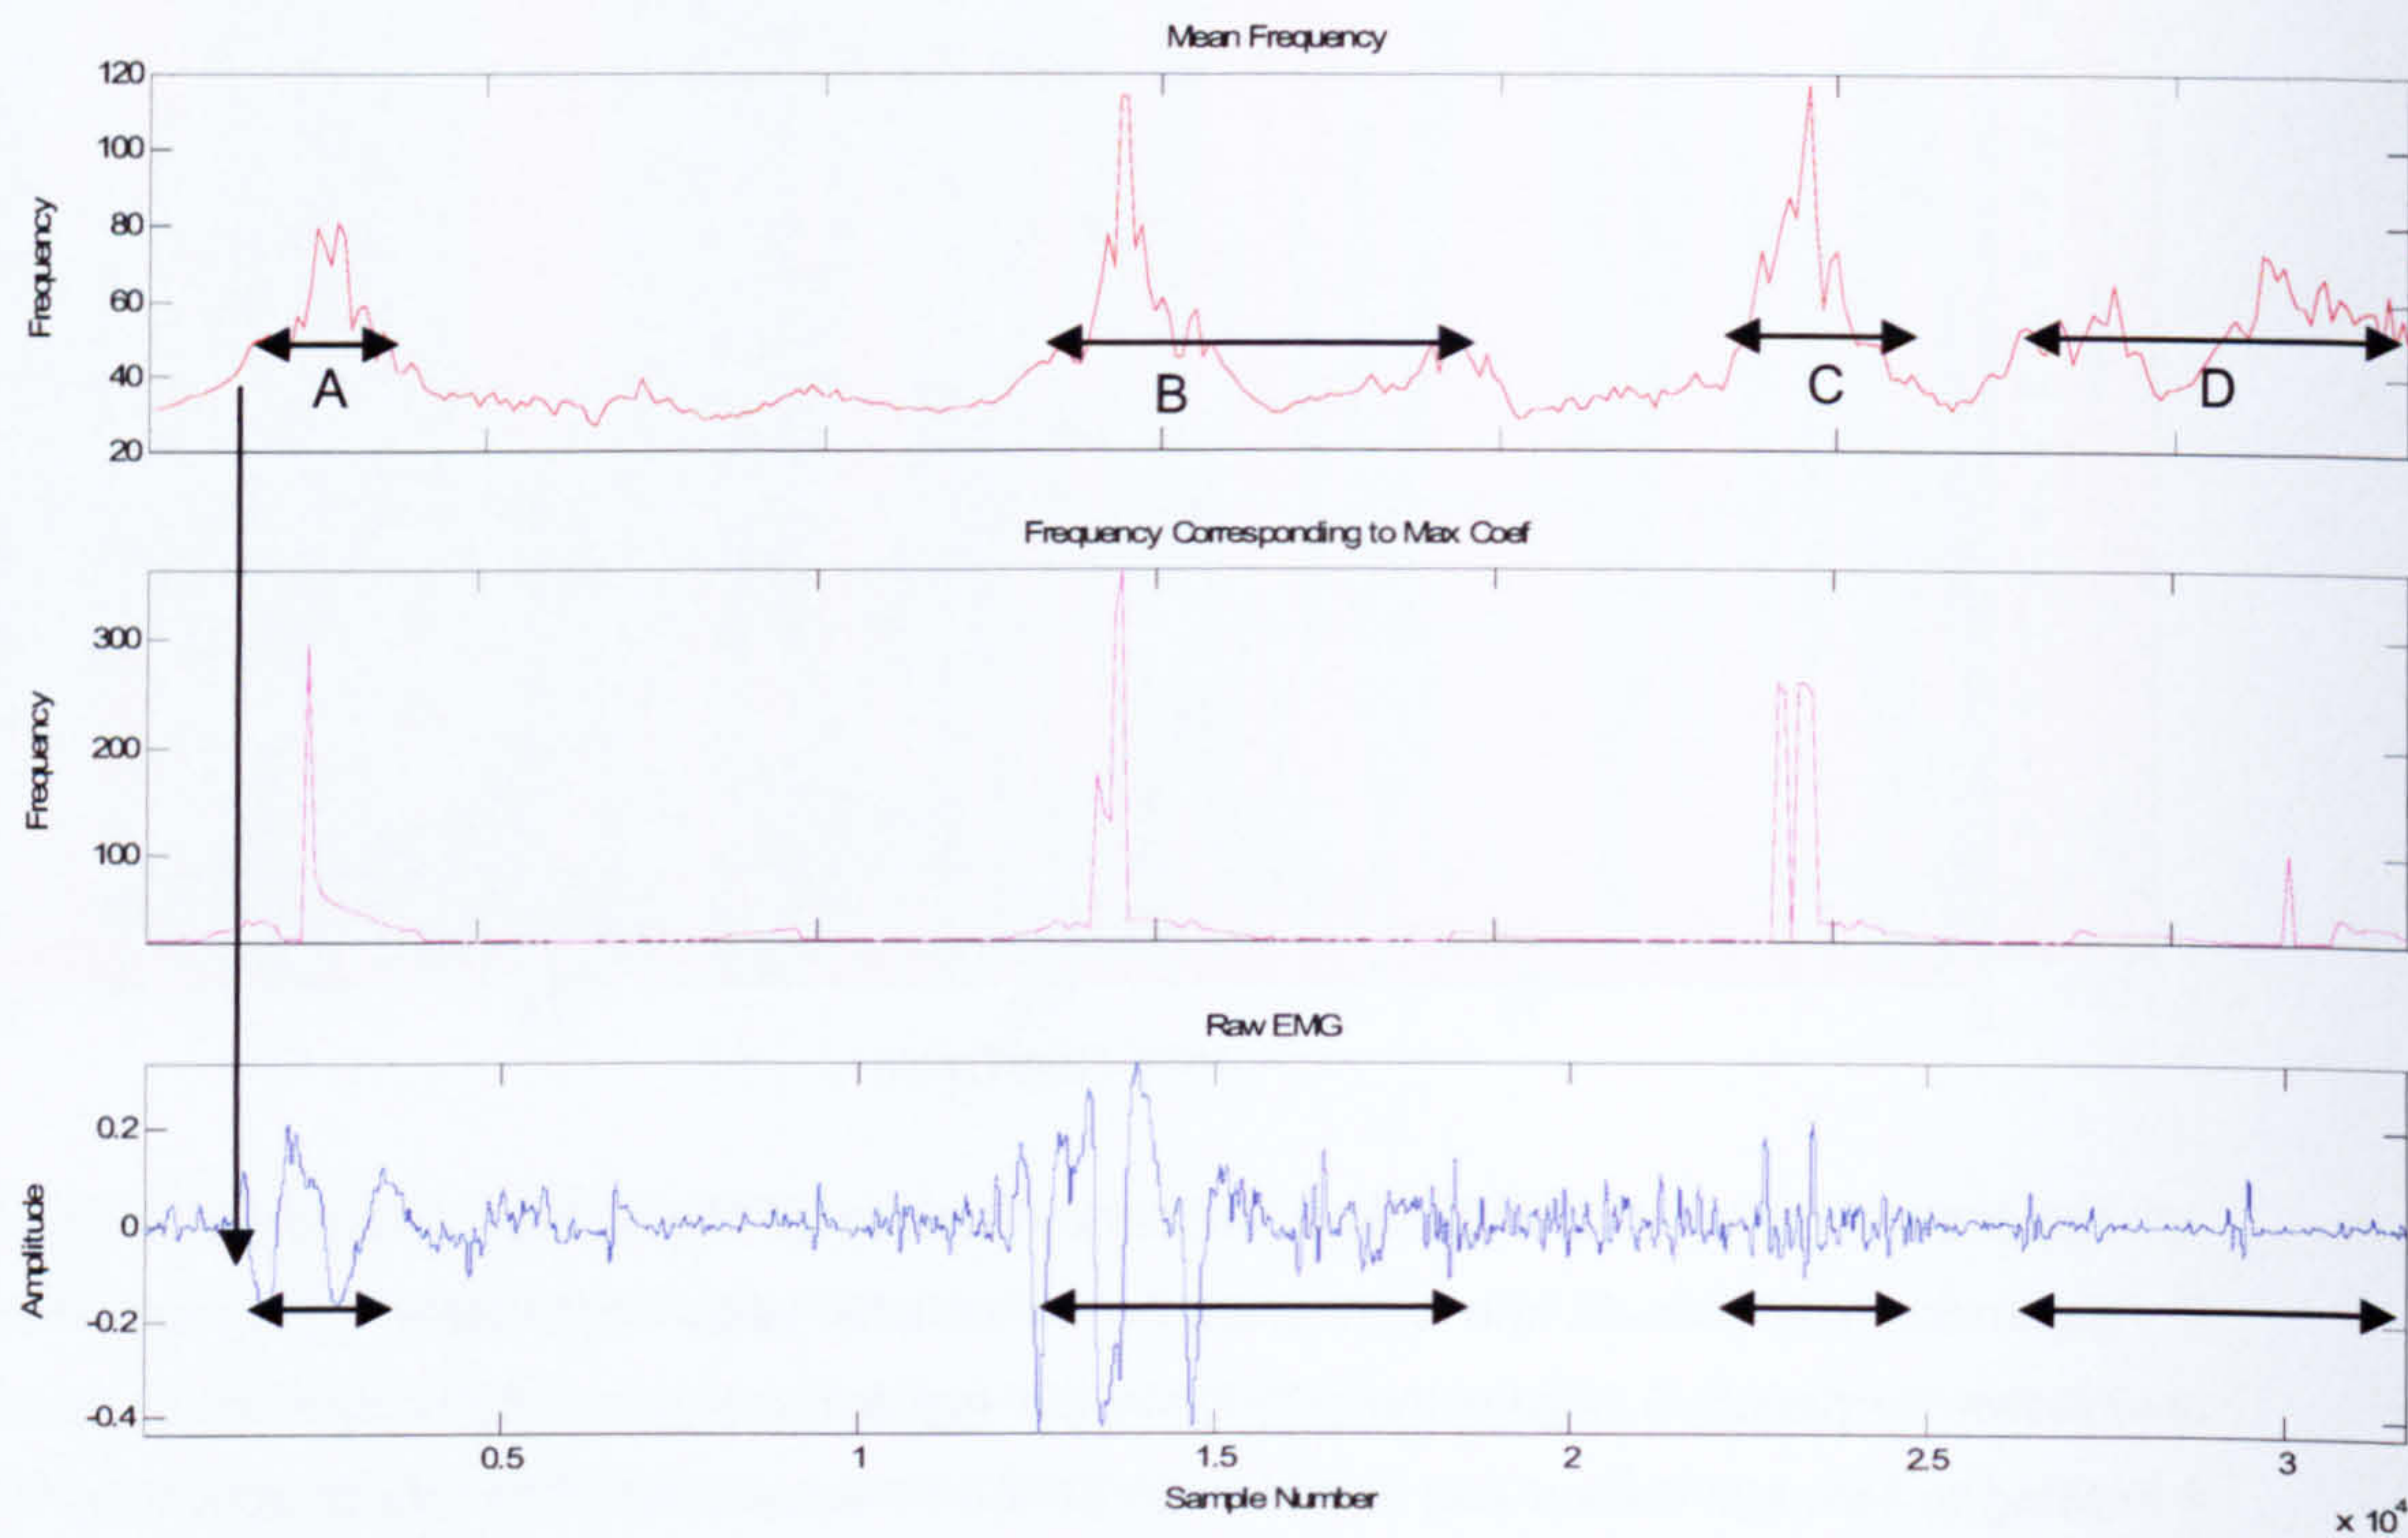 Mean Frequency
120
100
80
60
40
20
Frequency
A
B
C
D
Frequency Corresponding to Max Coef
300
200
100
Frequency
Raw EMG
0.2
0
-0.2
-0.4
Amplitude
0.5
1
1.5
2
2.5
3
Sample Number
x 10⁴